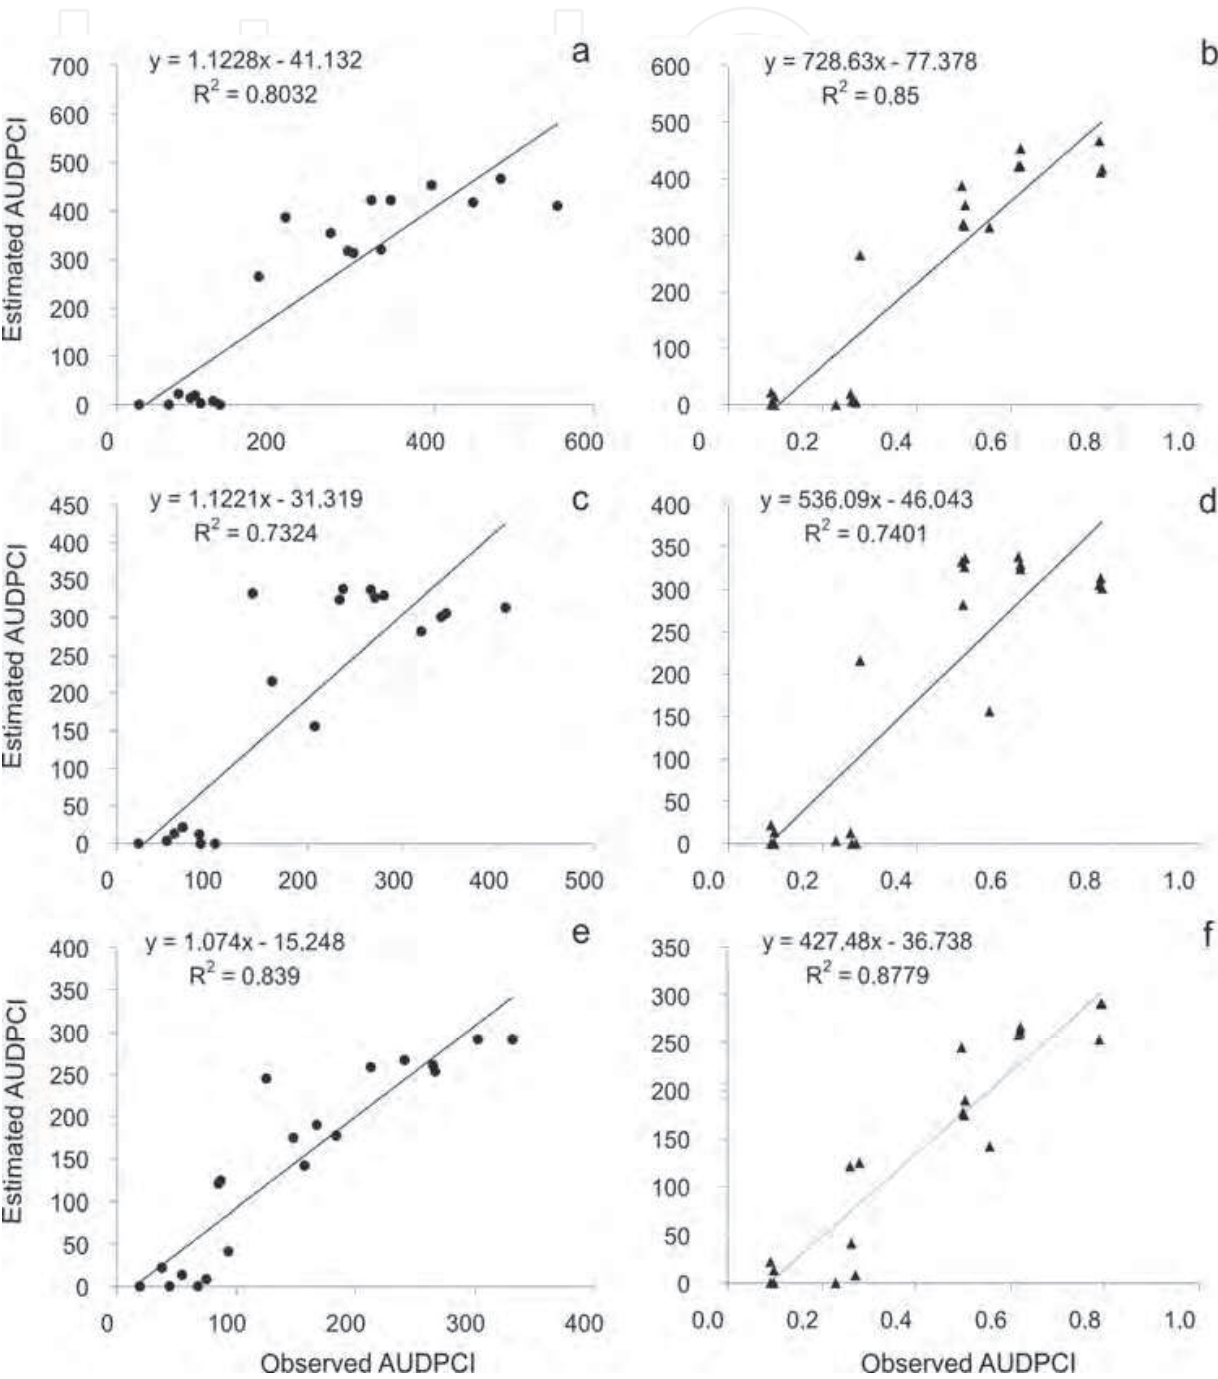 y = 1.1228x - 41.132
R² = 0.8032
a
Estimated AUDPCI
700
600
500
400
300
200
100
0
0 200 400 600
y = 728.63x - 77.378
R² = 0.85
b
600
500
400
300
200
100
0
0 0.2 0.4 0.6 0.8 1.0
y = 1.1221x - 31.319
R² = 0.7324
c
Estimated AUDPCI
450
400
350
300
250
200
150
100
50
0
0 100 200 300 400 500
y = 536.09x - 46.043
R² = 0.7401
d
400
350
300
250
200
150
100
50
0
0.0 0.2 0.4 0.6 0.8 1.0
y = 1.074x - 15.248
R² = 0.839
e
Estimated AUDPCI
400
350
300
250
200
150
100
50
0
0 100 200 300 400
Observed AUDPCI
y = 427.48x - 36.738
R² = 0.8779
f
350
300
250
200
150
100
50
0
0.0 0.2 0.4 0.6 0.8 1.0
Observed AUDPCI